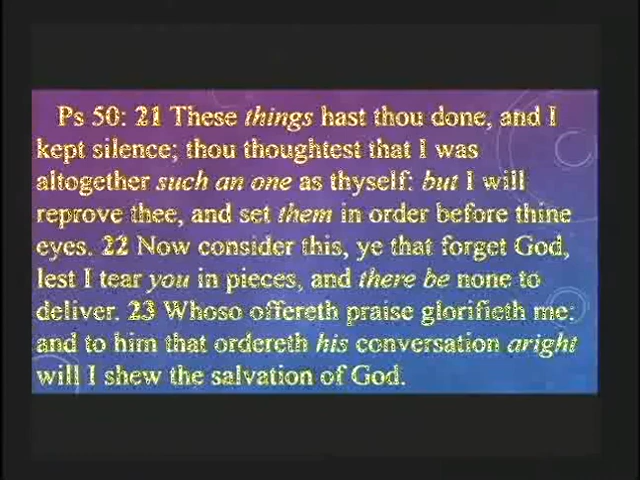 Ps 50: 21 These things hast thou done, and I
kept silence; thou thoughtest that I was
altogether such an one as thyself: but I will
reprove thee, and set them in order before thine
eyes. 22 Now consider this, ye that forget God,
lest I tear you in pieces, and there be none to
deliver. 23 Whoso offereth praise glorifieth me:
and to him that ordereth his conversation aright
will I shew the salvation of God.